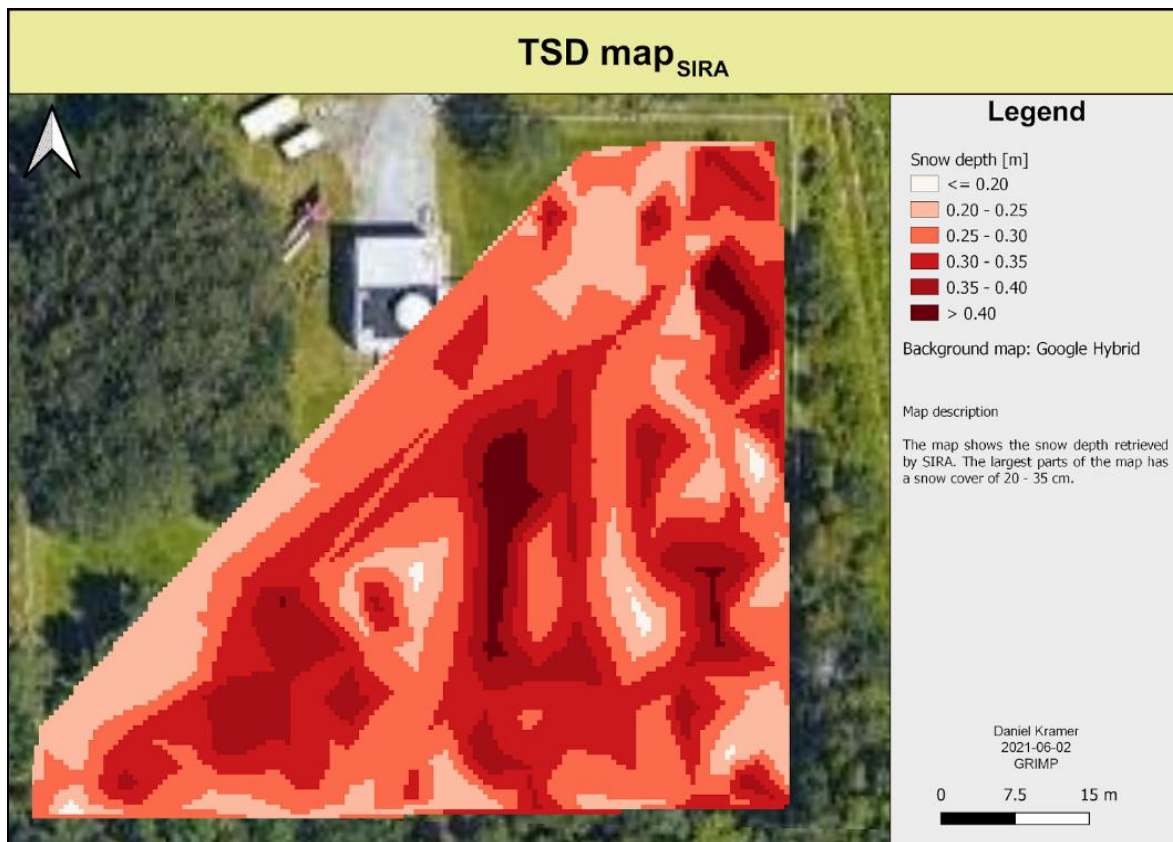 TSD map SIRA
Legend
Snow depth [m]
<= 0.20
0.20 - 0.25
0.25 - 0.30
0.30 - 0.35
0.35 - 0.40
> 0.40
Background map: Google Hybrid
Map description
The map shows the snow depth retrieved
by SIRA. The largest parts of the map has
a snow cover of 20 - 35 cm.
Daniel Kramer
2021-06-02
GRIMP
0 7.5 15 m